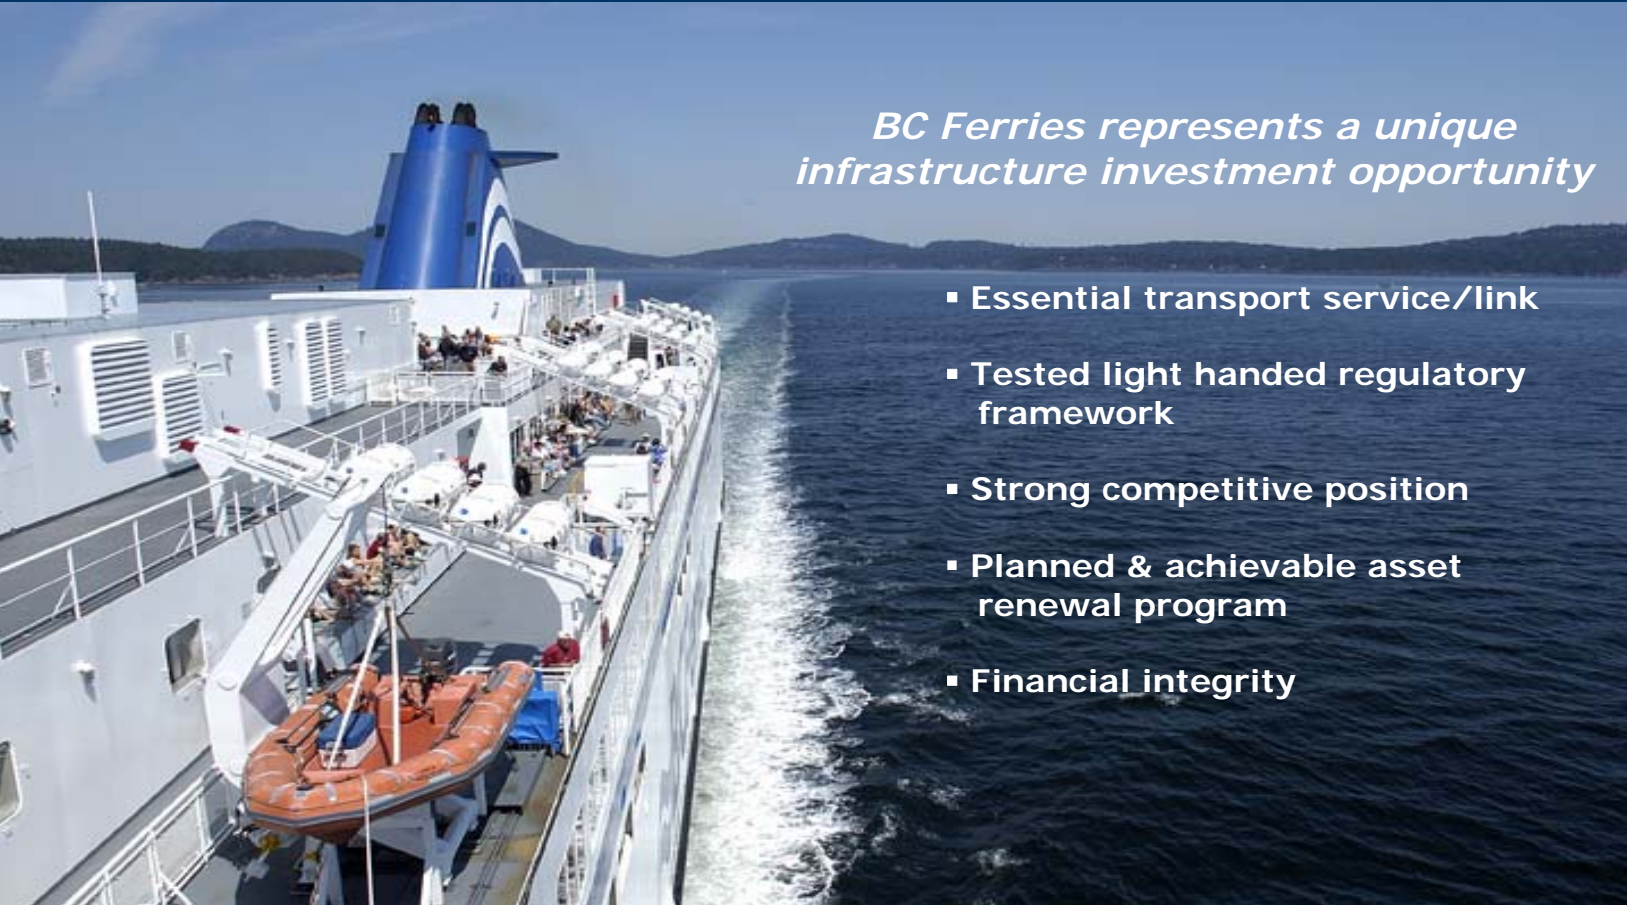 BC Ferries represents a unique
infrastructure investment opportunity
▪ Essential transport service/link
▪ Tested light handed regulatory
framework
▪ Strong competitive position
▪ Planned & achievable asset
renewal program
▪ Financial integrity